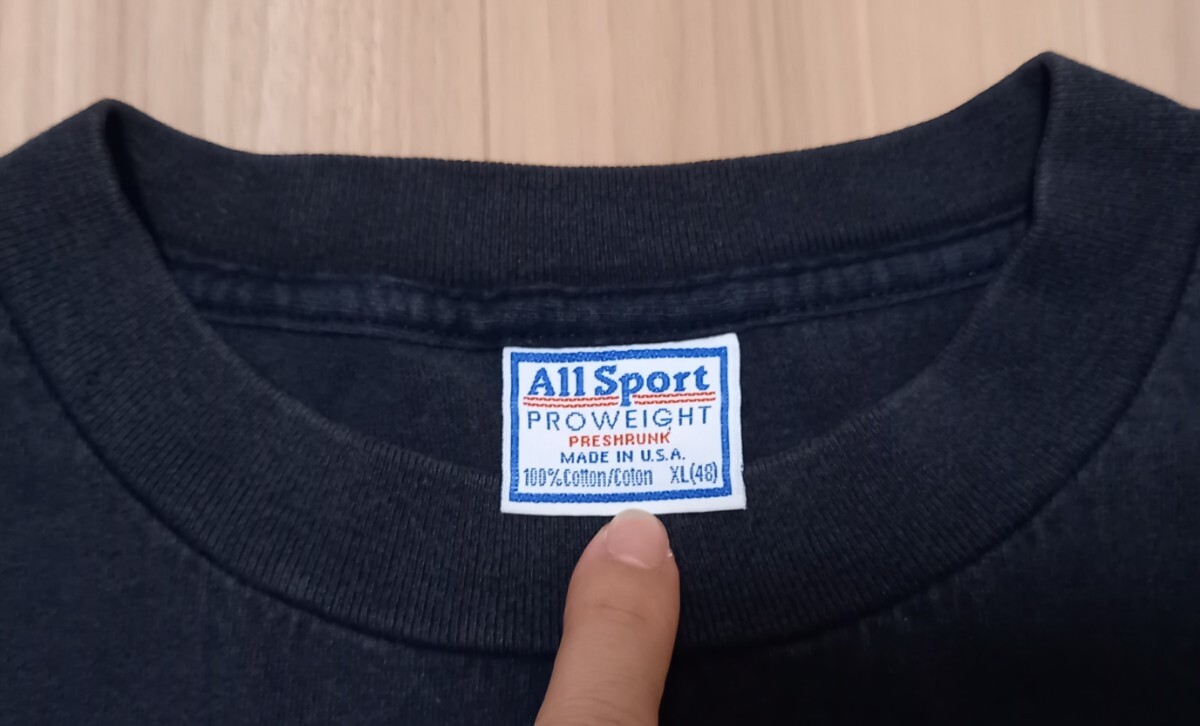 All Sport
PROWEIGHT
PRESHRUNK
MADE IN U.S.A.
100% Cotton/Coton XL(48)